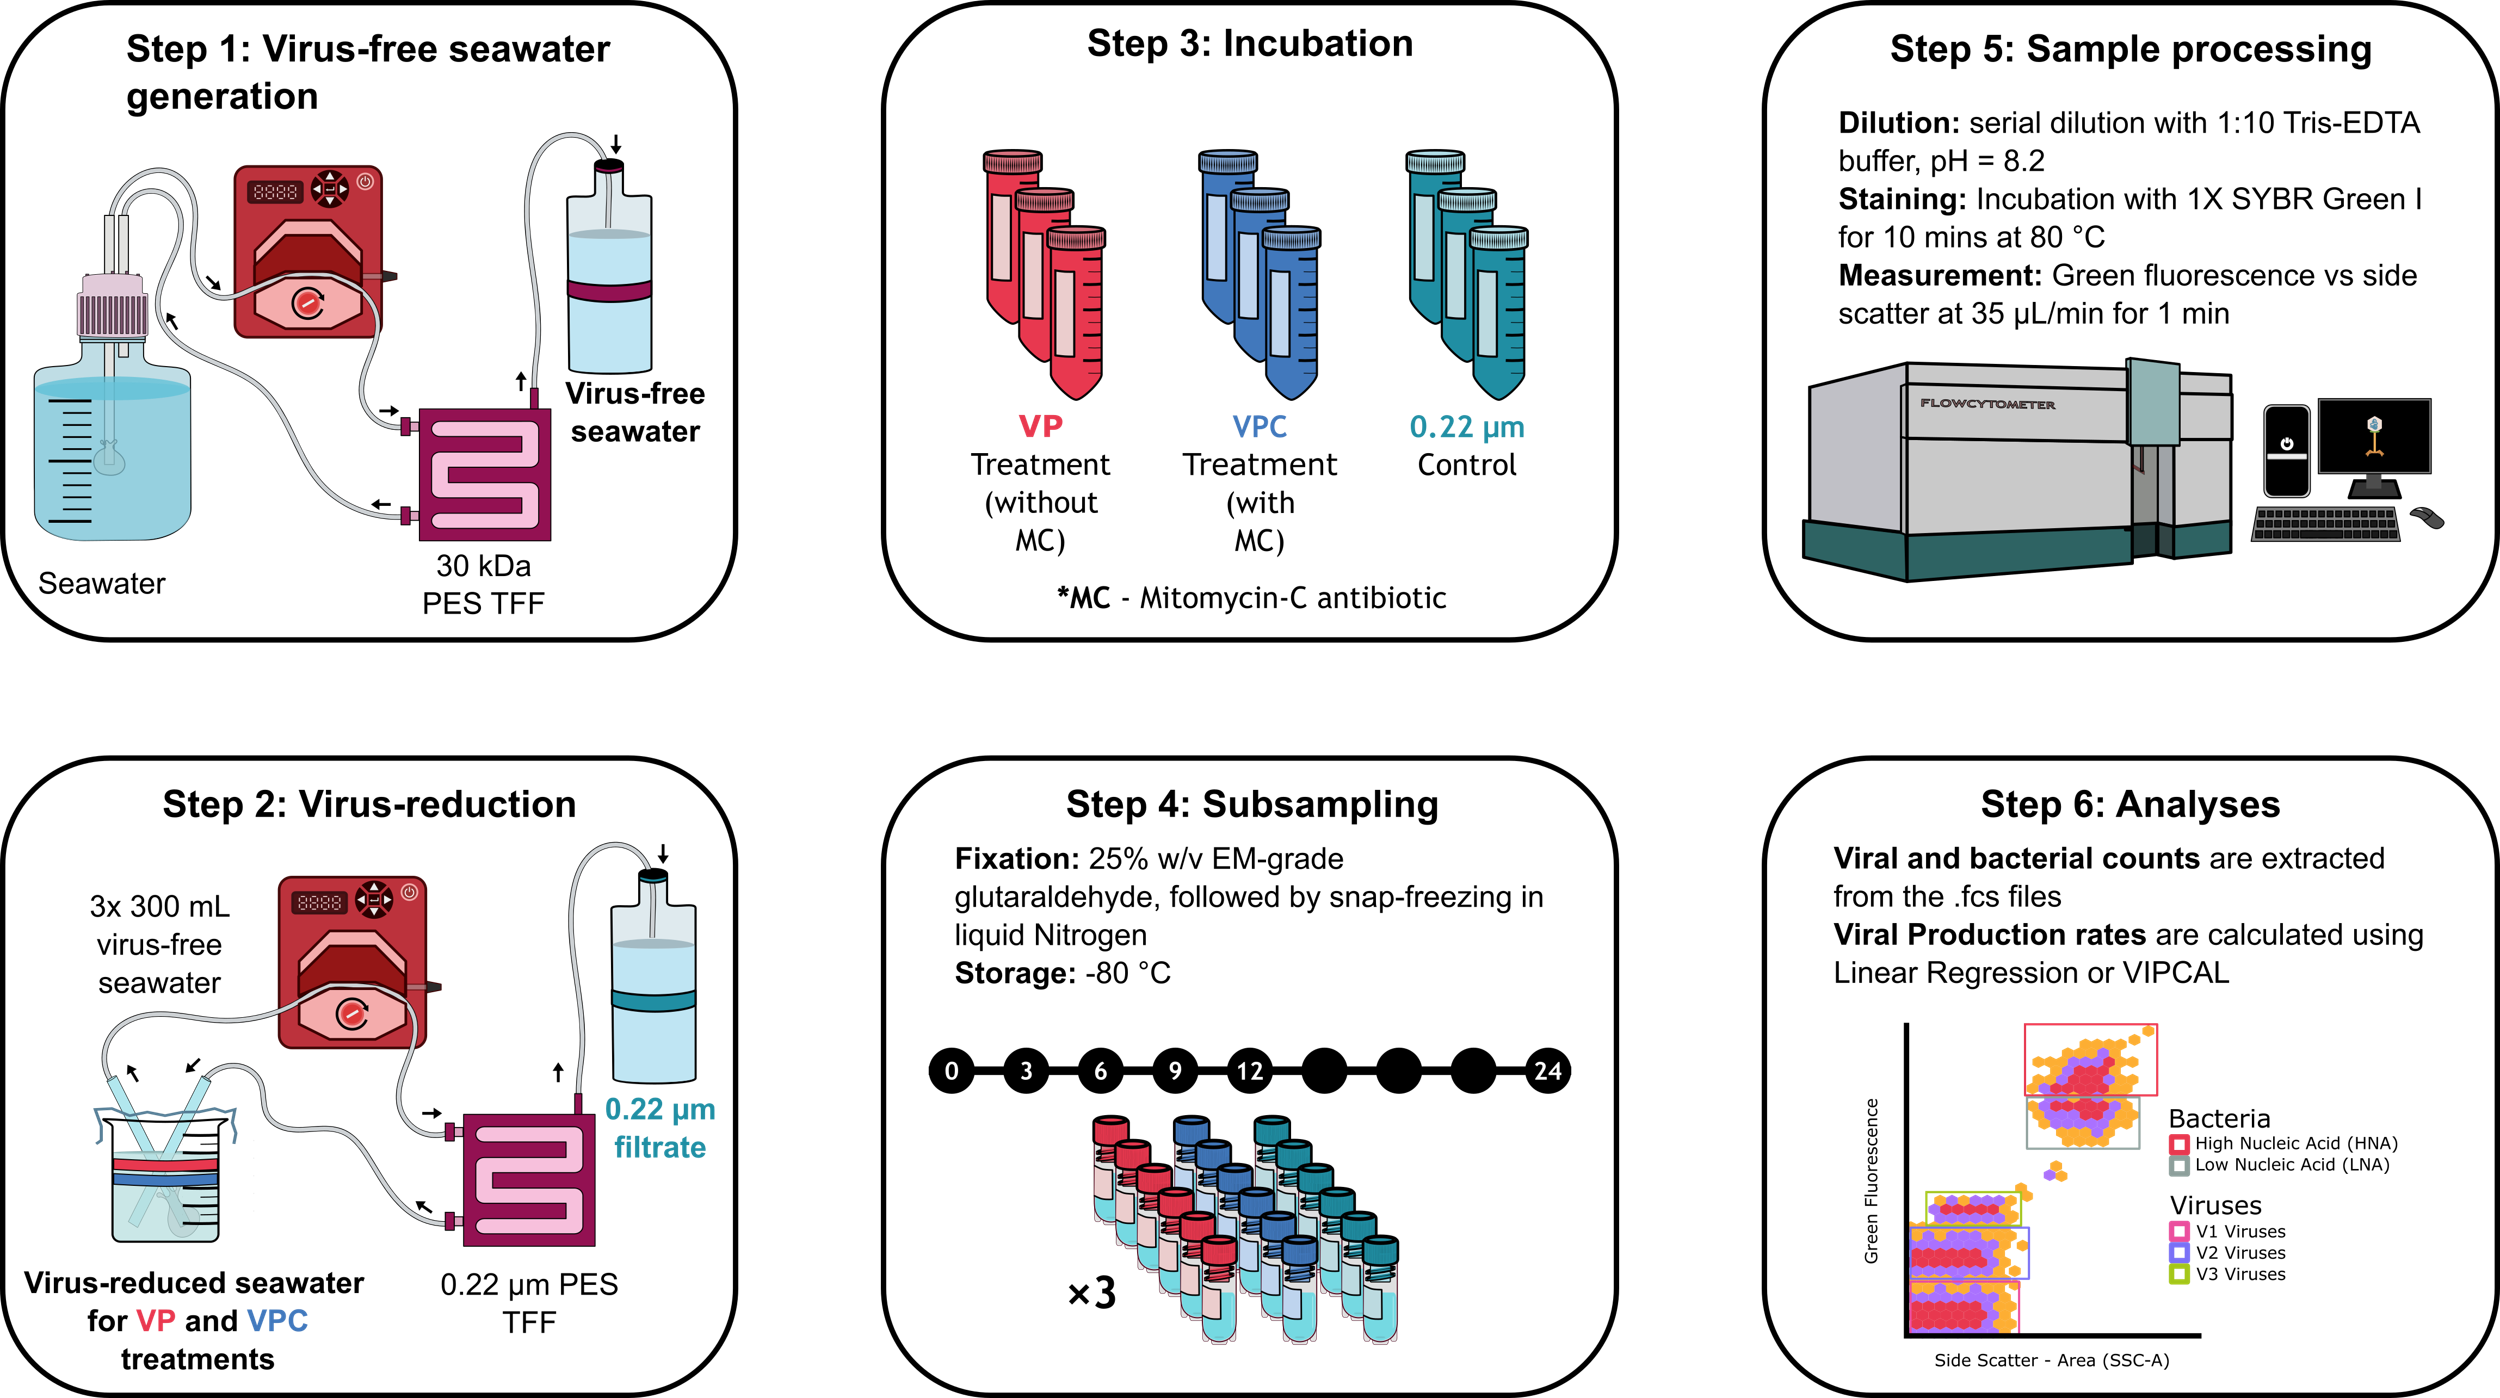 Step 1: Virus-free seawater
generation
Virus-free
seawater
Seawater
30 kDa
PES TFF
Step 2: Virus-reduction
3x 300 mL
virus-free
seawater
0.22 µm
filtrate
Virus-reduced seawater
for VP and VPC
treatments
0.22 µm PES
TFF
Step 3: Incubation
VP
Treatment
(without
MC)
VPC
Treatment
(with
MC)
0.22 µm
Control
*MC - Mitomycin-C antibiotic
Step 4: Subsampling
Fixation: 25% w/v EM-grade
glutaraldehyde, followed by snap-freezing in
liquid Nitrogen
Storage: -80 °C
0 3 6 9 12 24
×3
Step 5: Sample processing
Dilution: serial dilution with 1:10 Tris-EDTA
buffer, pH = 8.2
Staining: Incubation with 1X SYBR Green I
for 10 mins at 80 °C
Measurement: Green fluorescence vs side
scatter at 35 µL/min for 1 min
FLOWCYTOMETER
Step 6: Analyses
Viral and bacterial counts are extracted
from the .fcs files
Viral Production rates are calculated using
Linear Regression or VIPCAL
Green Fluorescence
Bacteria
High Nucleic Acid (HNA)
Low Nucleic Acid (LNA)
Viruses
V1 Viruses
V2 Viruses
V3 Viruses
Side Scatter - Area (SSC-A)